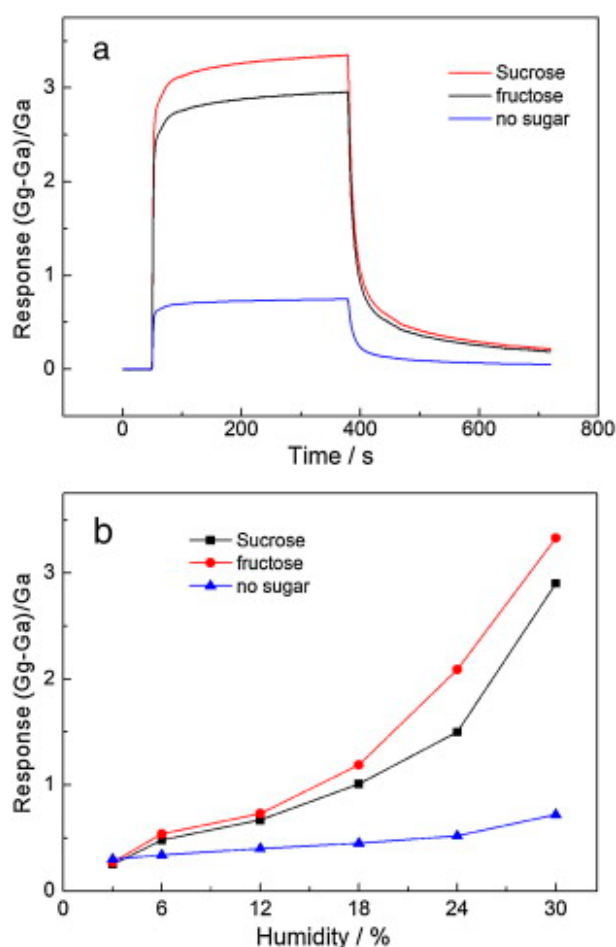 a
Sucrose
fructose
no sugar
Response (Gg-Ga)/Ga
3
2
1
0
0 200 400 600 800
Time / s
b
Sucrose
fructose
no sugar
Response (Gg-Ga)/Ga
3
2
1
0
0 6 12 18 24 30
Humidity / %